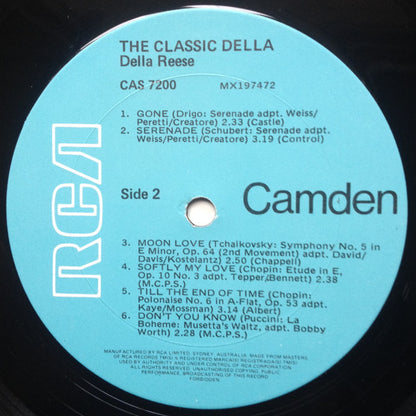 THE CLASSIC DELLA
Della Reese
CAS 7200 MX197472
1. GONE (Drigo: Serenade adpt. Weiss/
Peretti/Creatore) 2.33 (Castle)
2. SERENADE (Schubert: Serenade adpt.
Weiss/Peretti/Creatore) 3.19 (Control)
RCA
Side 2
Camden
3. MOON LOVE (Tchaikovsky: Symphony No. 5 in
E Minor, Op. 64 (2nd Movement) adpt. David/
Davis/Kostelantz) 2.50 (Chappell)
4. SOFTLY MY LOVE (Chopin: Etude in E,
Op. 10 No. 3 adpt. Tepper/Bennett) 2.38
(M.C.P.S.)
5. TILL THE END OF TIME (Chopin:
Polonaise No. 6 in A-Flat, Op. 53 adpt.
Kaye/Mossman) 3.14 (Albert)
6. DON'T YOU KNOW (Puccini: La
Boheme: Musetta's Waltz, adpt. Bobby
Worth) 2.28 (M.C.P.S.)
MANUFACTURED BY RCA LIMITED, SYDNEY, AUSTRALIA. MADE FROM MASTERS
OF RCA RECORDS TM(S) ® REGISTERED MARCA(S) REGISTRADA(S). TM(S)
AUTHORITY OF AND UNDER CONTROL OF RCA CORPORATION
ALL RIGHTS RESERVED. UNAUTHORISED COPYING, PUBLIC
PERFORMANCE, BROADCASTING OF THIS RECORD
FORBIDDEN